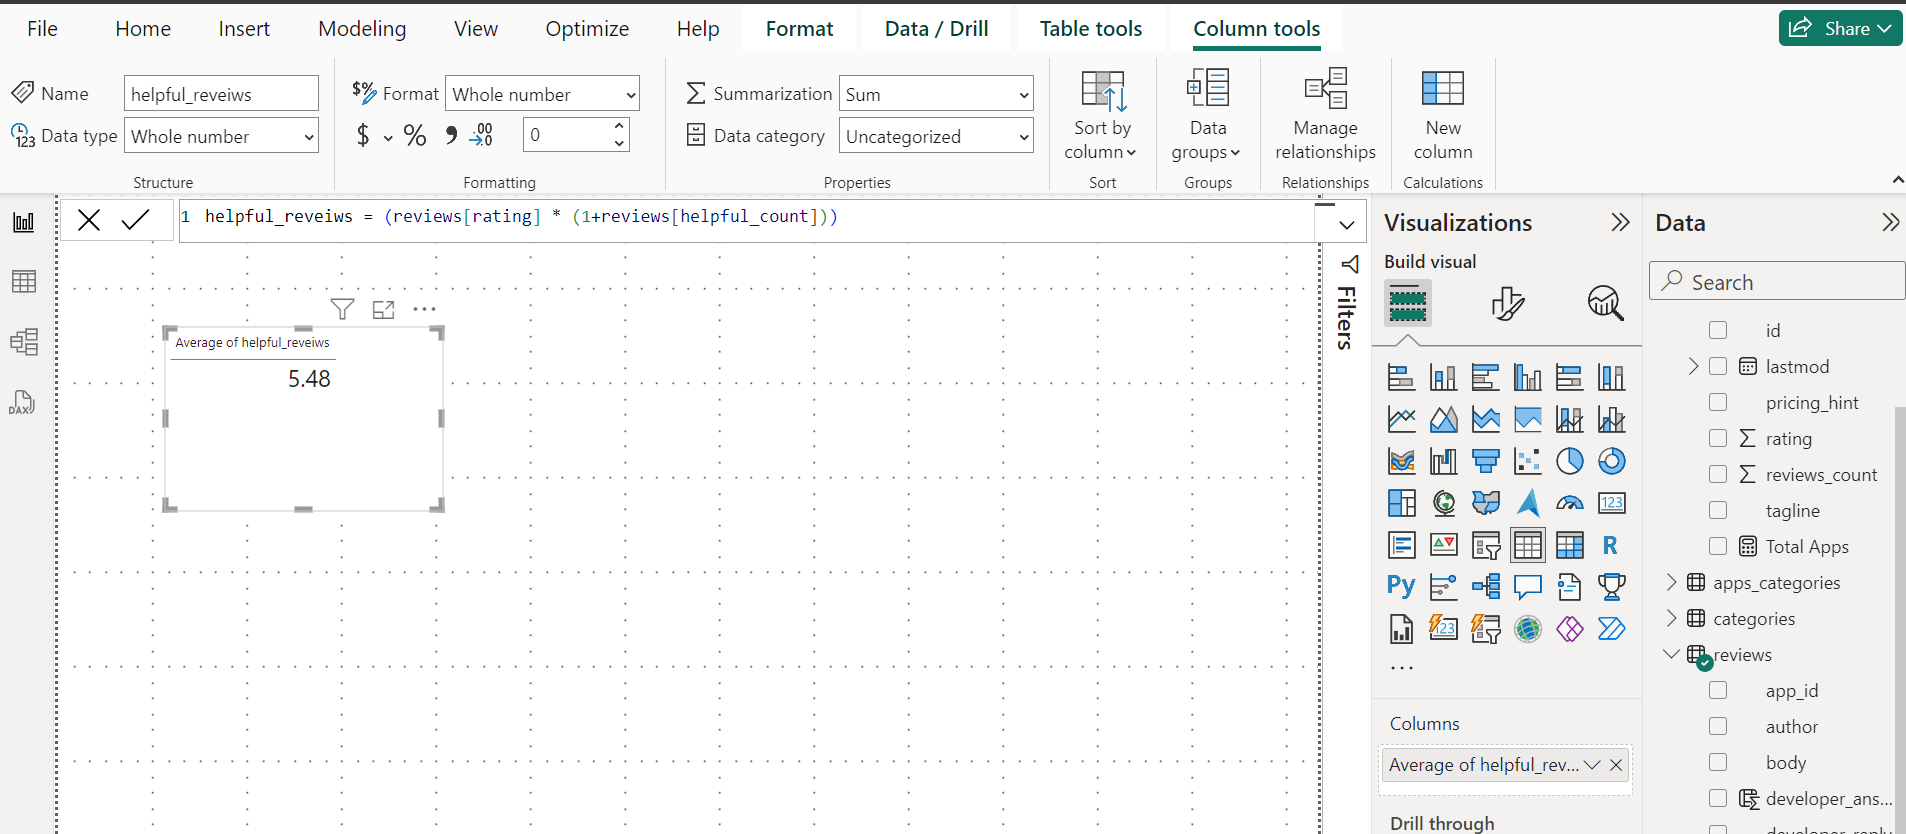 File Home Insert Modeling View Optimize Help Format Data / Drill Table tools Column tools Share
Name helpful_reveiws
Data type Whole number
Structure
Format Whole number
$ % 9 .00 0
Formatting
Summarization Sum
Data category Uncategorized
Properties
Sort by
column
Sort
Data
groups
Groups
Manage
relationships
Relationships
New
column
Calculations
1 helpful_reveiws = (reviews[rating] * (1+reviews[helpful_count]))
Average of helpful_reveiws
5.48
Filters
Visualizations
Build visual
123
R
Py
123
Columns
Average of helpful_rev...
Drill through
Data
Search
id
lastmod
pricing_hint
rating
reviews_count
tagline
Total Apps
apps_categories
categories
reviews
app_id
author
body
developer_ans...
developer_reply
DAX